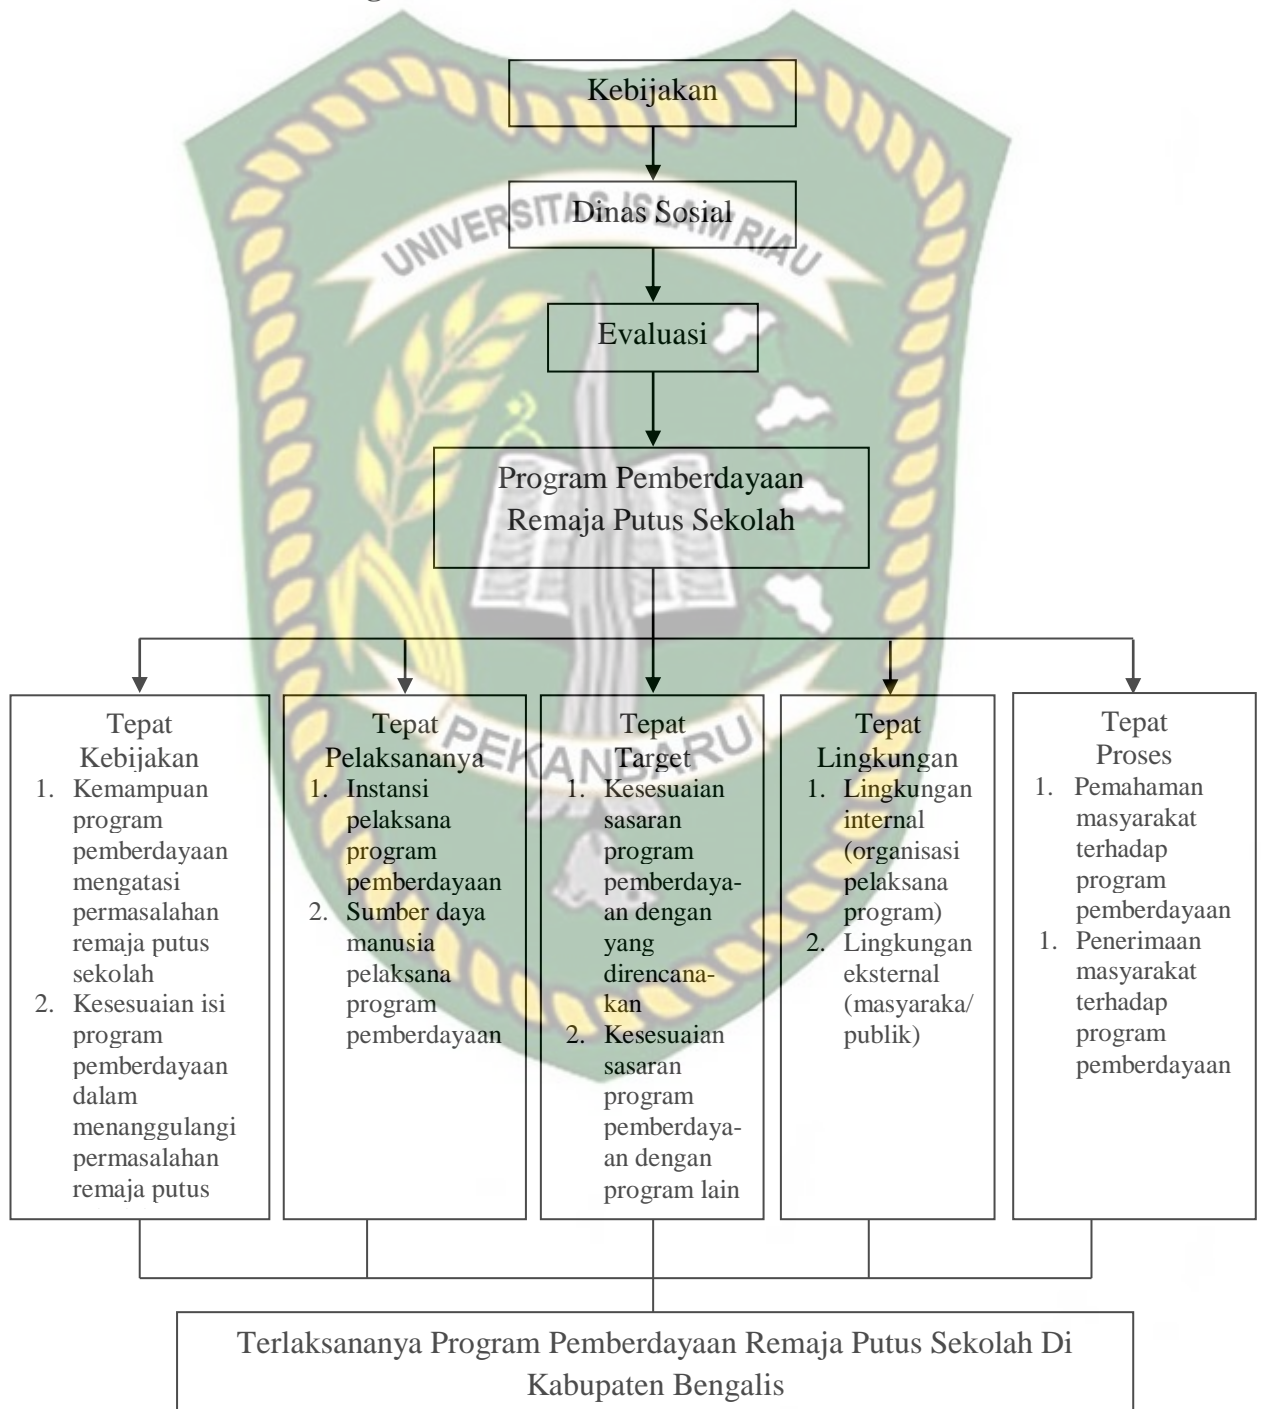 Kebijakan
Dinas Sosial
UNIVERSITAS ISLAM RIAU
Evaluasi
Program Pemberdayaan
Remaja Putus Sekolah
Tepat
Kebijakan
1. Kemampuan
program
pemberdayaan
mengatasi
permasalahan
remaja putus
sekolah
2. Kesesuaian isi
program
pemberdayaan
dalam
menanggulangi
permasalahan
remaja putus
Tepat
Pelaksananya
1. Instansi
pelaksana
program
pemberdayaan
2. Sumber daya
manusia
pelaksana
program
pemberdayaan
Tepat
Target
1. Kesesuaian
sasaran
program
pemberdaya-
an dengan
yang
direncana-
kan
2. Kesesuaian
sasaran
program
pemberdaya-
an dengan
program lain
Tepat
Lingkungan
1. Lingkungan
internal
(organisasi
pelaksana
program)
2. Lingkungan
eksternal
(masyaraka/
publik)
Tepat
Proses
1. Pemahaman
masyarakat
terhadap
program
pemberdayaan
1. Penerimaan
masyarakat
terhadap
program
pemberdayaan
PEKANBARU
Terlaksananya Program Pemberdayaan Remaja Putus Sekolah Di
Kabupaten Bengalis